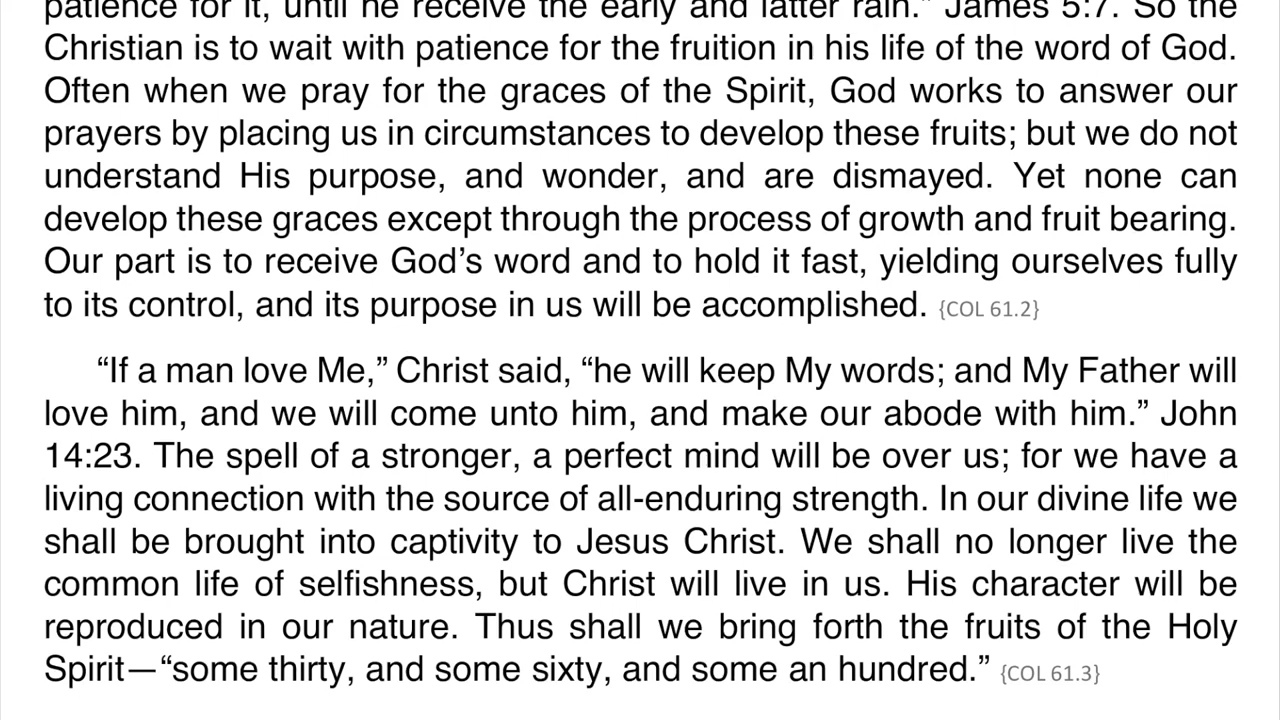 patience for it, until he receive the early and latter rain.” James 5:7. So the
Christian is to wait with patience for the fruition in his life of the word of God.
Often when we pray for the graces of the Spirit, God works to answer our
prayers by placing us in circumstances to develop these fruits; but we do not
understand His purpose, and wonder, and are dismayed. Yet none can
develop these graces except through the process of growth and fruit bearing.
Our part is to receive God’s word and to hold it fast, yielding ourselves fully
to its control, and its purpose in us will be accomplished. {COL 61.2}
“If a man love Me,” Christ said, “he will keep My words; and My Father will
love him, and we will come unto him, and make our abode with him.” John
14:23. The spell of a stronger, a perfect mind will be over us; for we have a
living connection with the source of all-enduring strength. In our divine life we
shall be brought into captivity to Jesus Christ. We shall no longer live the
common life of selfishness, but Christ will live in us. His character will be
reproduced in our nature. Thus shall we bring forth the fruits of the Holy
Spirit—“some thirty, and some sixty, and some an hundred.” {COL 61.3}